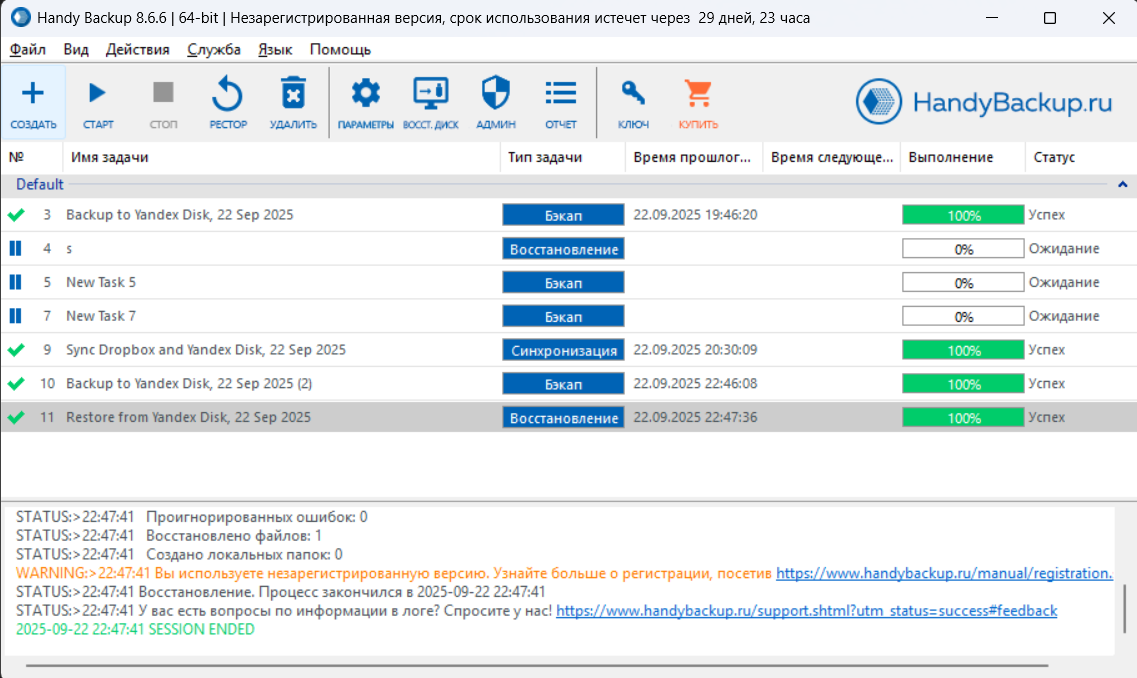 Handy Backup 8.6.6 | 64-bit | Незарегистрированная версия, срок использования истечет через 29 дней, 23 часа
Файл Вид Действия Служба Язык Помощь
СОЗДАТЬ СТАРТ СТОП РЕСТОР УДАЛИТЬ ПАРАМЕТРЫ ВОССТ. ДИСК АДМИН ОТЧЕТ КЛЮЧ КУПИТЬ HandyBackup.ru
№ Имя задачи Тип задачи Время прошлог... Время следующе... Выполнение Статус
Default
3 Backup to Yandex Disk, 22 Sep 2025 Бэкап 22.09.2025 19:46:20 100% Успех
4 s Восстановление 0% Ожидание
5 New Task 5 Бэкап 0% Ожидание
7 New Task 7 Бэкап 0% Ожидание
9 Sync Dropbox and Yandex Disk, 22 Sep 2025 Синхронизация 22.09.2025 20:30:09 100% Успех
10 Backup to Yandex Disk, 22 Sep 2025 (2) Бэкап 22.09.2025 22:46:08 100% Успех
11 Restore from Yandex Disk, 22 Sep 2025 Восстановление 22.09.2025 22:47:36 100% Успех
STATUS:>22:47:41 Проигнорированных ошибок: 0
STATUS:>22:47:41 Восстановлено файлов: 1
STATUS:>22:47:41 Создано локальных папок: 0
WARNING:>22:47:41 Вы используете незарегистрированную версию. Узнайте больше о регистрации, посетив https://www.handybackup.ru/manual/registration.
STATUS:>22:47:41 Восстановление. Процесс закончился в 2025-09-22 22:47:41
STATUS:>22:47:41 У вас есть вопросы по информации в логе? Спросите у нас! https://www.handybackup.ru/support.shtml?utm_status=success#feedback
2025-09-22 22:47:41 SESSION ENDED